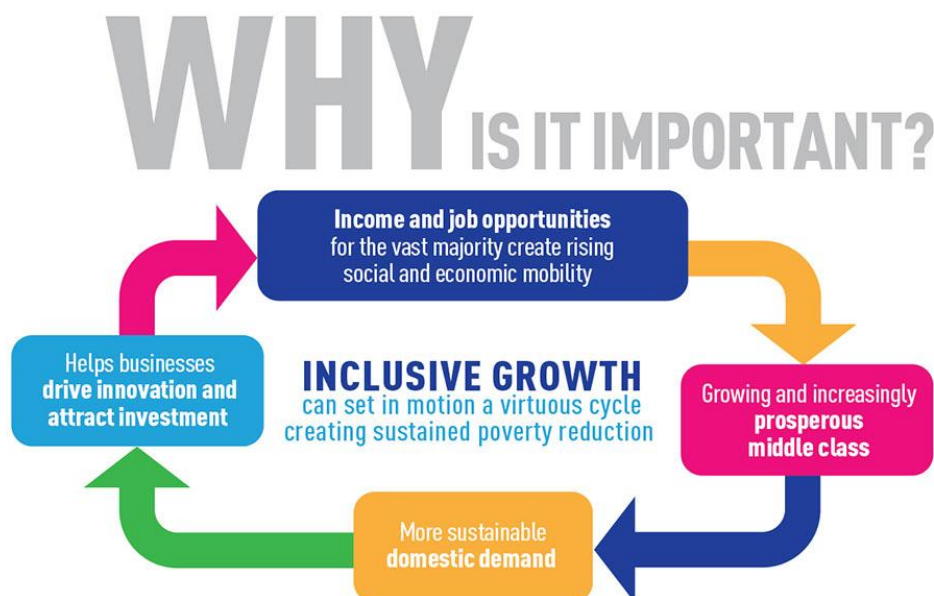 WHY IS IT IMPORTANT?
Income and job opportunities
for the vast majority create rising
social and economic mobility
Growing and increasingly
prosperous
middle class
More sustainable
domestic demand
Helps businesses
drive innovation and
attract investment
INCLUSIVE GROWTH
can set in motion a virtuous cycle
creating sustained poverty reduction